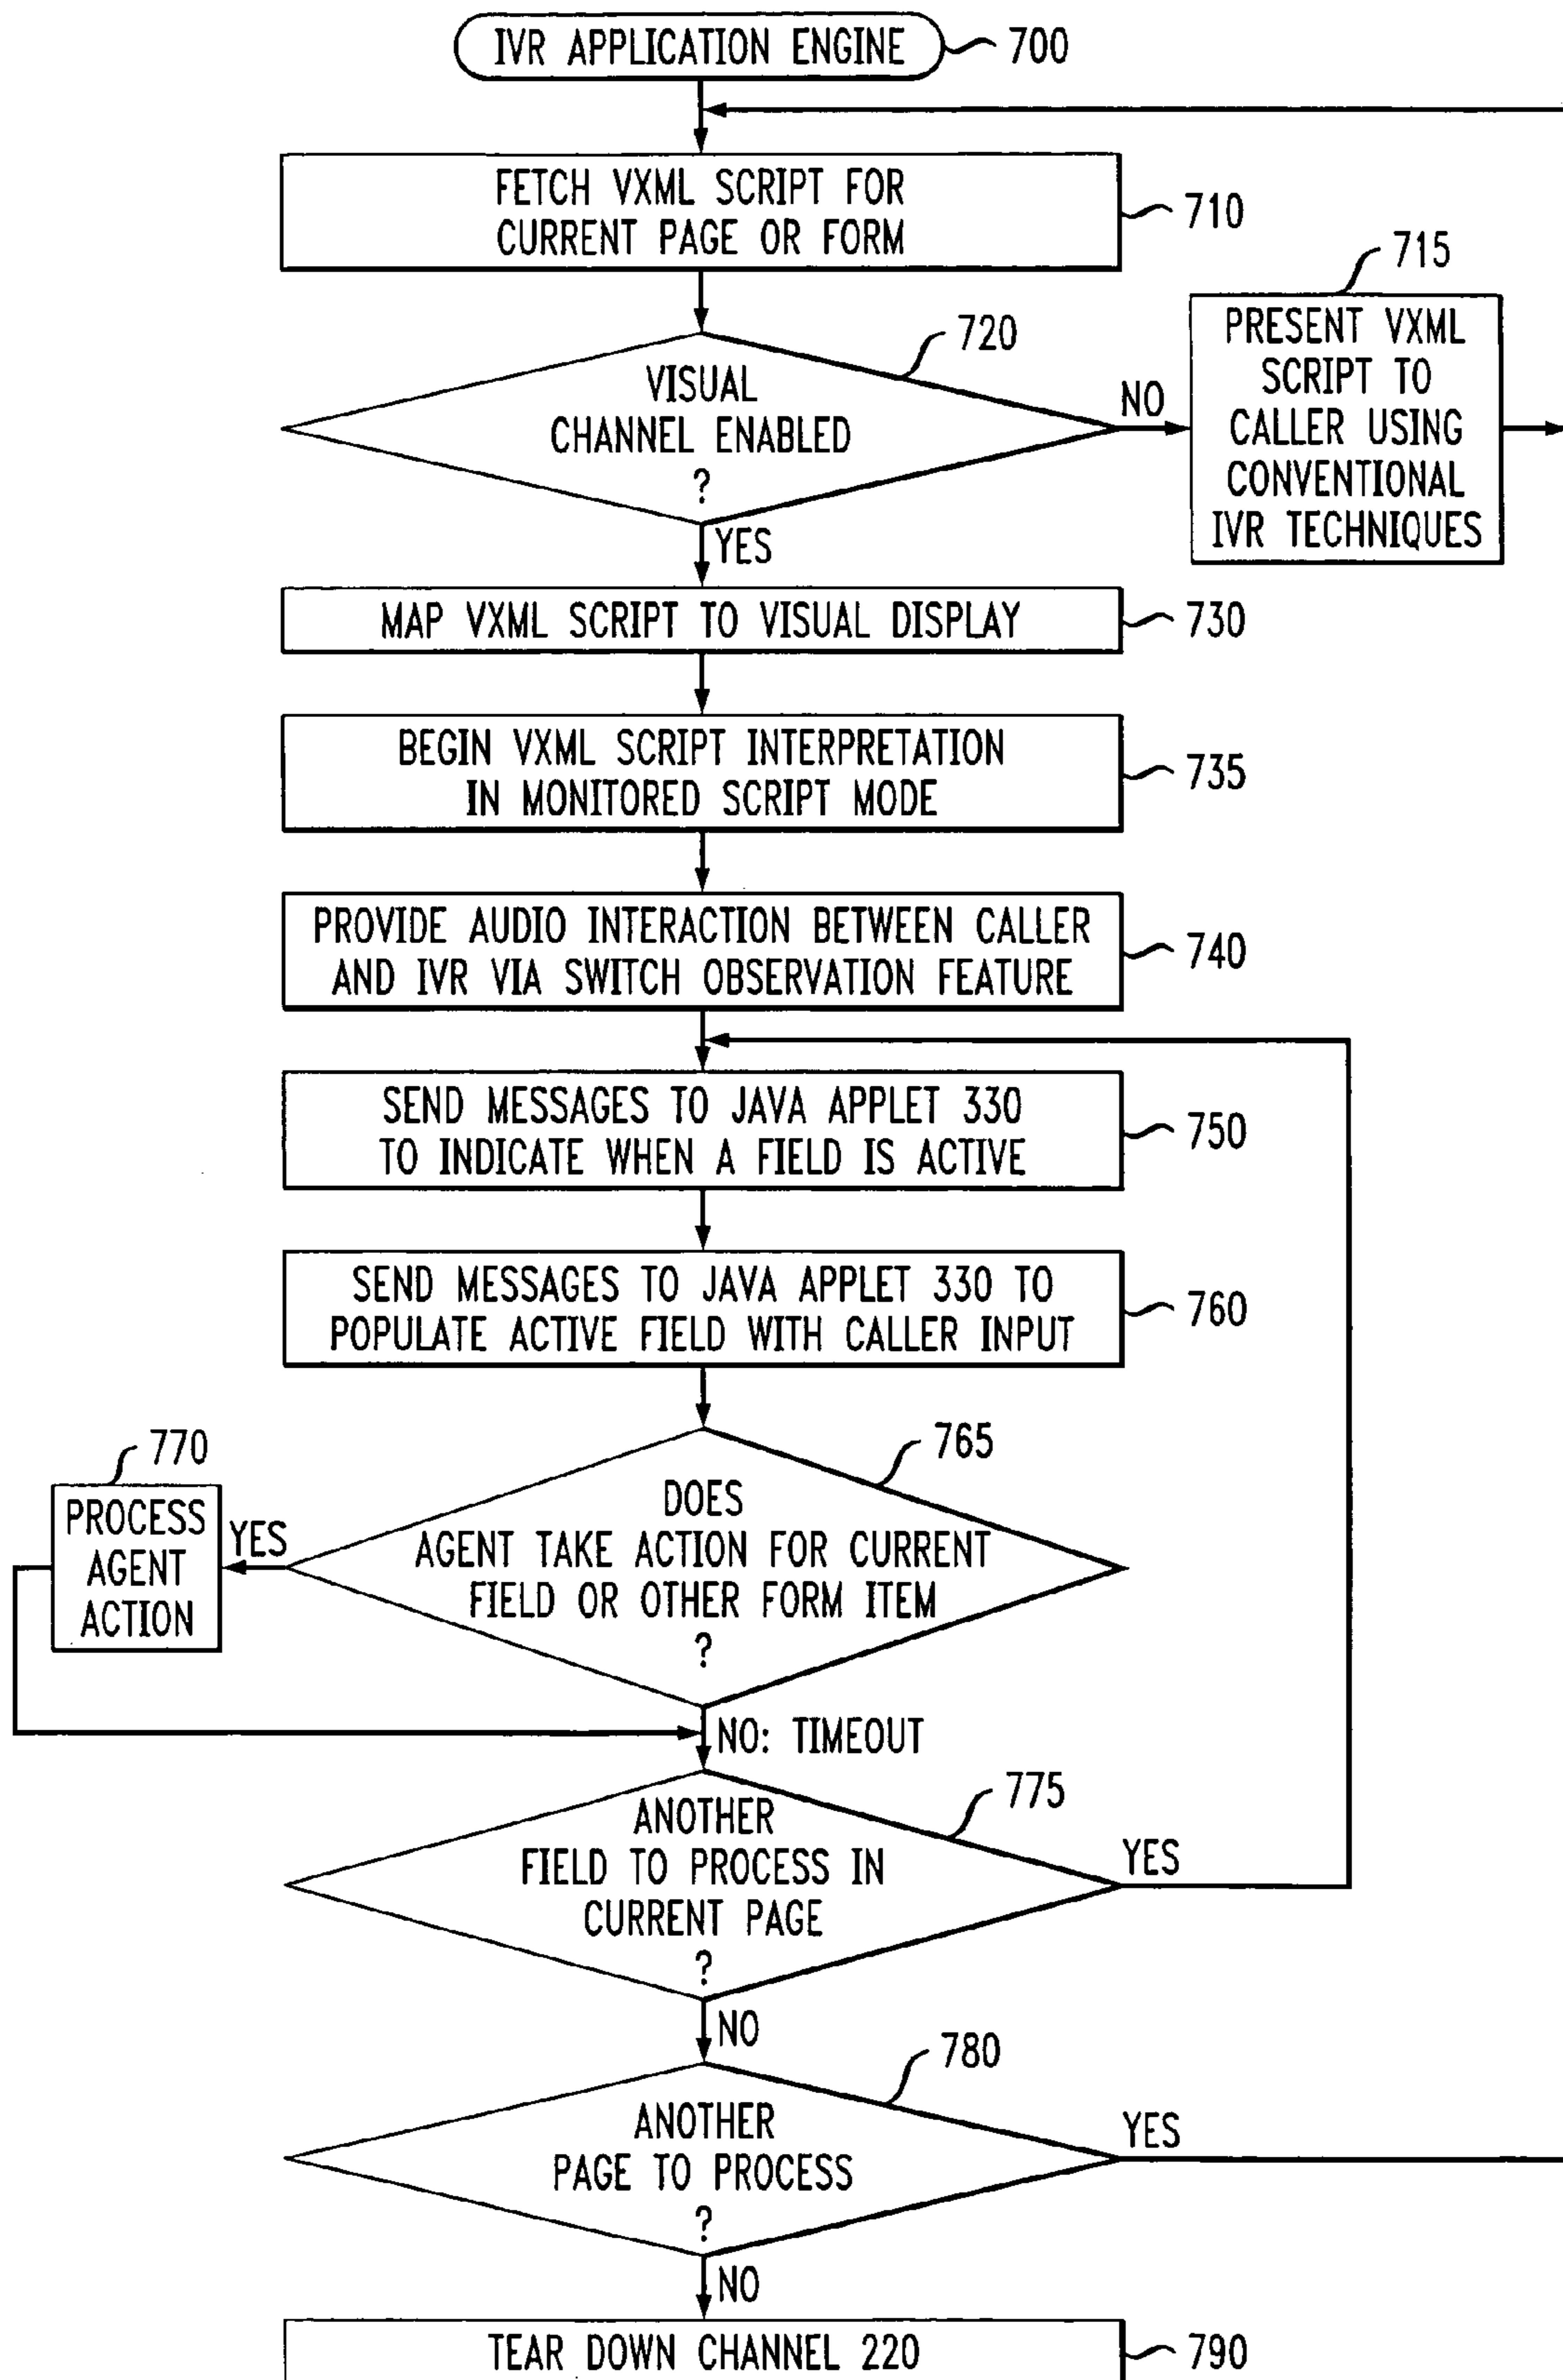 IVR APPLICATION ENGINE
700
FETCH VXML SCRIPT FOR
CURRENT PAGE OR FORM
710
715
720
VISUAL
CHANNEL ENABLED
?
NO
PRESENT VXML
SCRIPT TO
CALLER USING
CONVENTIONAL
IVR TECHNIQUES
YES
MAP VXML SCRIPT TO VISUAL DISPLAY
730
BEGIN VXML SCRIPT INTERPRETATION
IN MONITORED SCRIPT MODE
735
PROVIDE AUDIO INTERACTION BETWEEN CALLER
AND IVR VIA SWITCH OBSERVATION FEATURE
740
SEND MESSAGES TO JAVA APPLET 330
TO INDICATE WHEN A FIELD IS ACTIVE
750
SEND MESSAGES TO JAVA APPLET 330 TO
POPULATE ACTIVE FIELD WITH CALLER INPUT
760
765
770
DOES
AGENT TAKE ACTION FOR CURRENT
FIELD OR OTHER FORM ITEM
?
YES
PROCESS
AGENT
ACTION
NO: TIMEOUT
775
ANOTHER
FIELD TO PROCESS IN
CURRENT PAGE
?
YES
NO
780
ANOTHER
PAGE TO PROCESS
?
YES
NO
TEAR DOWN CHANNEL 220
790